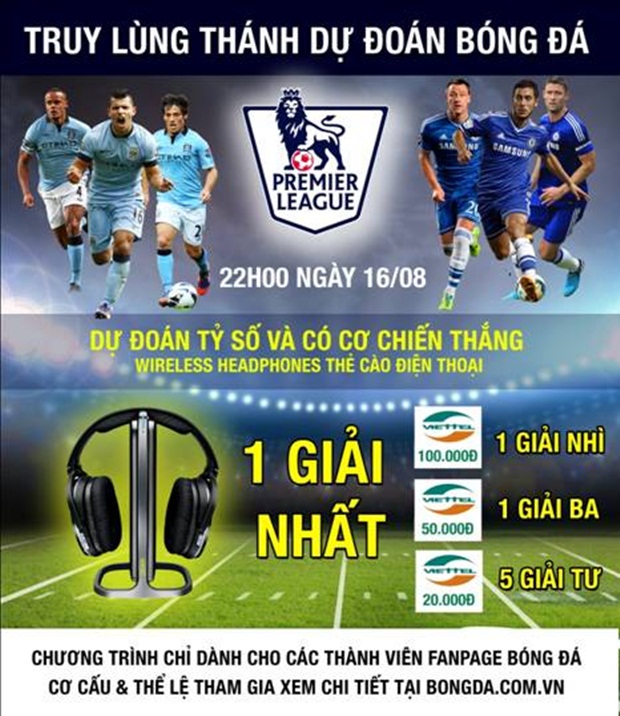 TRUY LÙNG THÁNH DỰ ĐOÁN BÓNG ĐÁ
PREMIER
LEAGUE
ETIHAD
SAMSUNG
SAMSUNG
22H00 NGÀY 16/08
DỰ ĐOÁN TỶ SỐ VÀ CÓ CƠ CHIẾN THẮNG
WIRELESS HEADPHONES THẺ CÀO ĐIỆN THOẠI
1 GIẢI
NHẤT
VIETTEL
100.000Đ
1 GIẢI NHÌ
VIETTEL
50.000Đ
1 GIẢI BA
VIETTEL
20.000Đ
5 GIẢI TƯ
CHƯƠNG TRÌNH CHỈ DÀNH CHO CÁC THÀNH VIÊN FANPAGE BÓNG ĐÁ
CƠ CẤU & THỂ LỆ THAM GIA XEM CHI TIẾT TẠI BONGDA.COM.VN